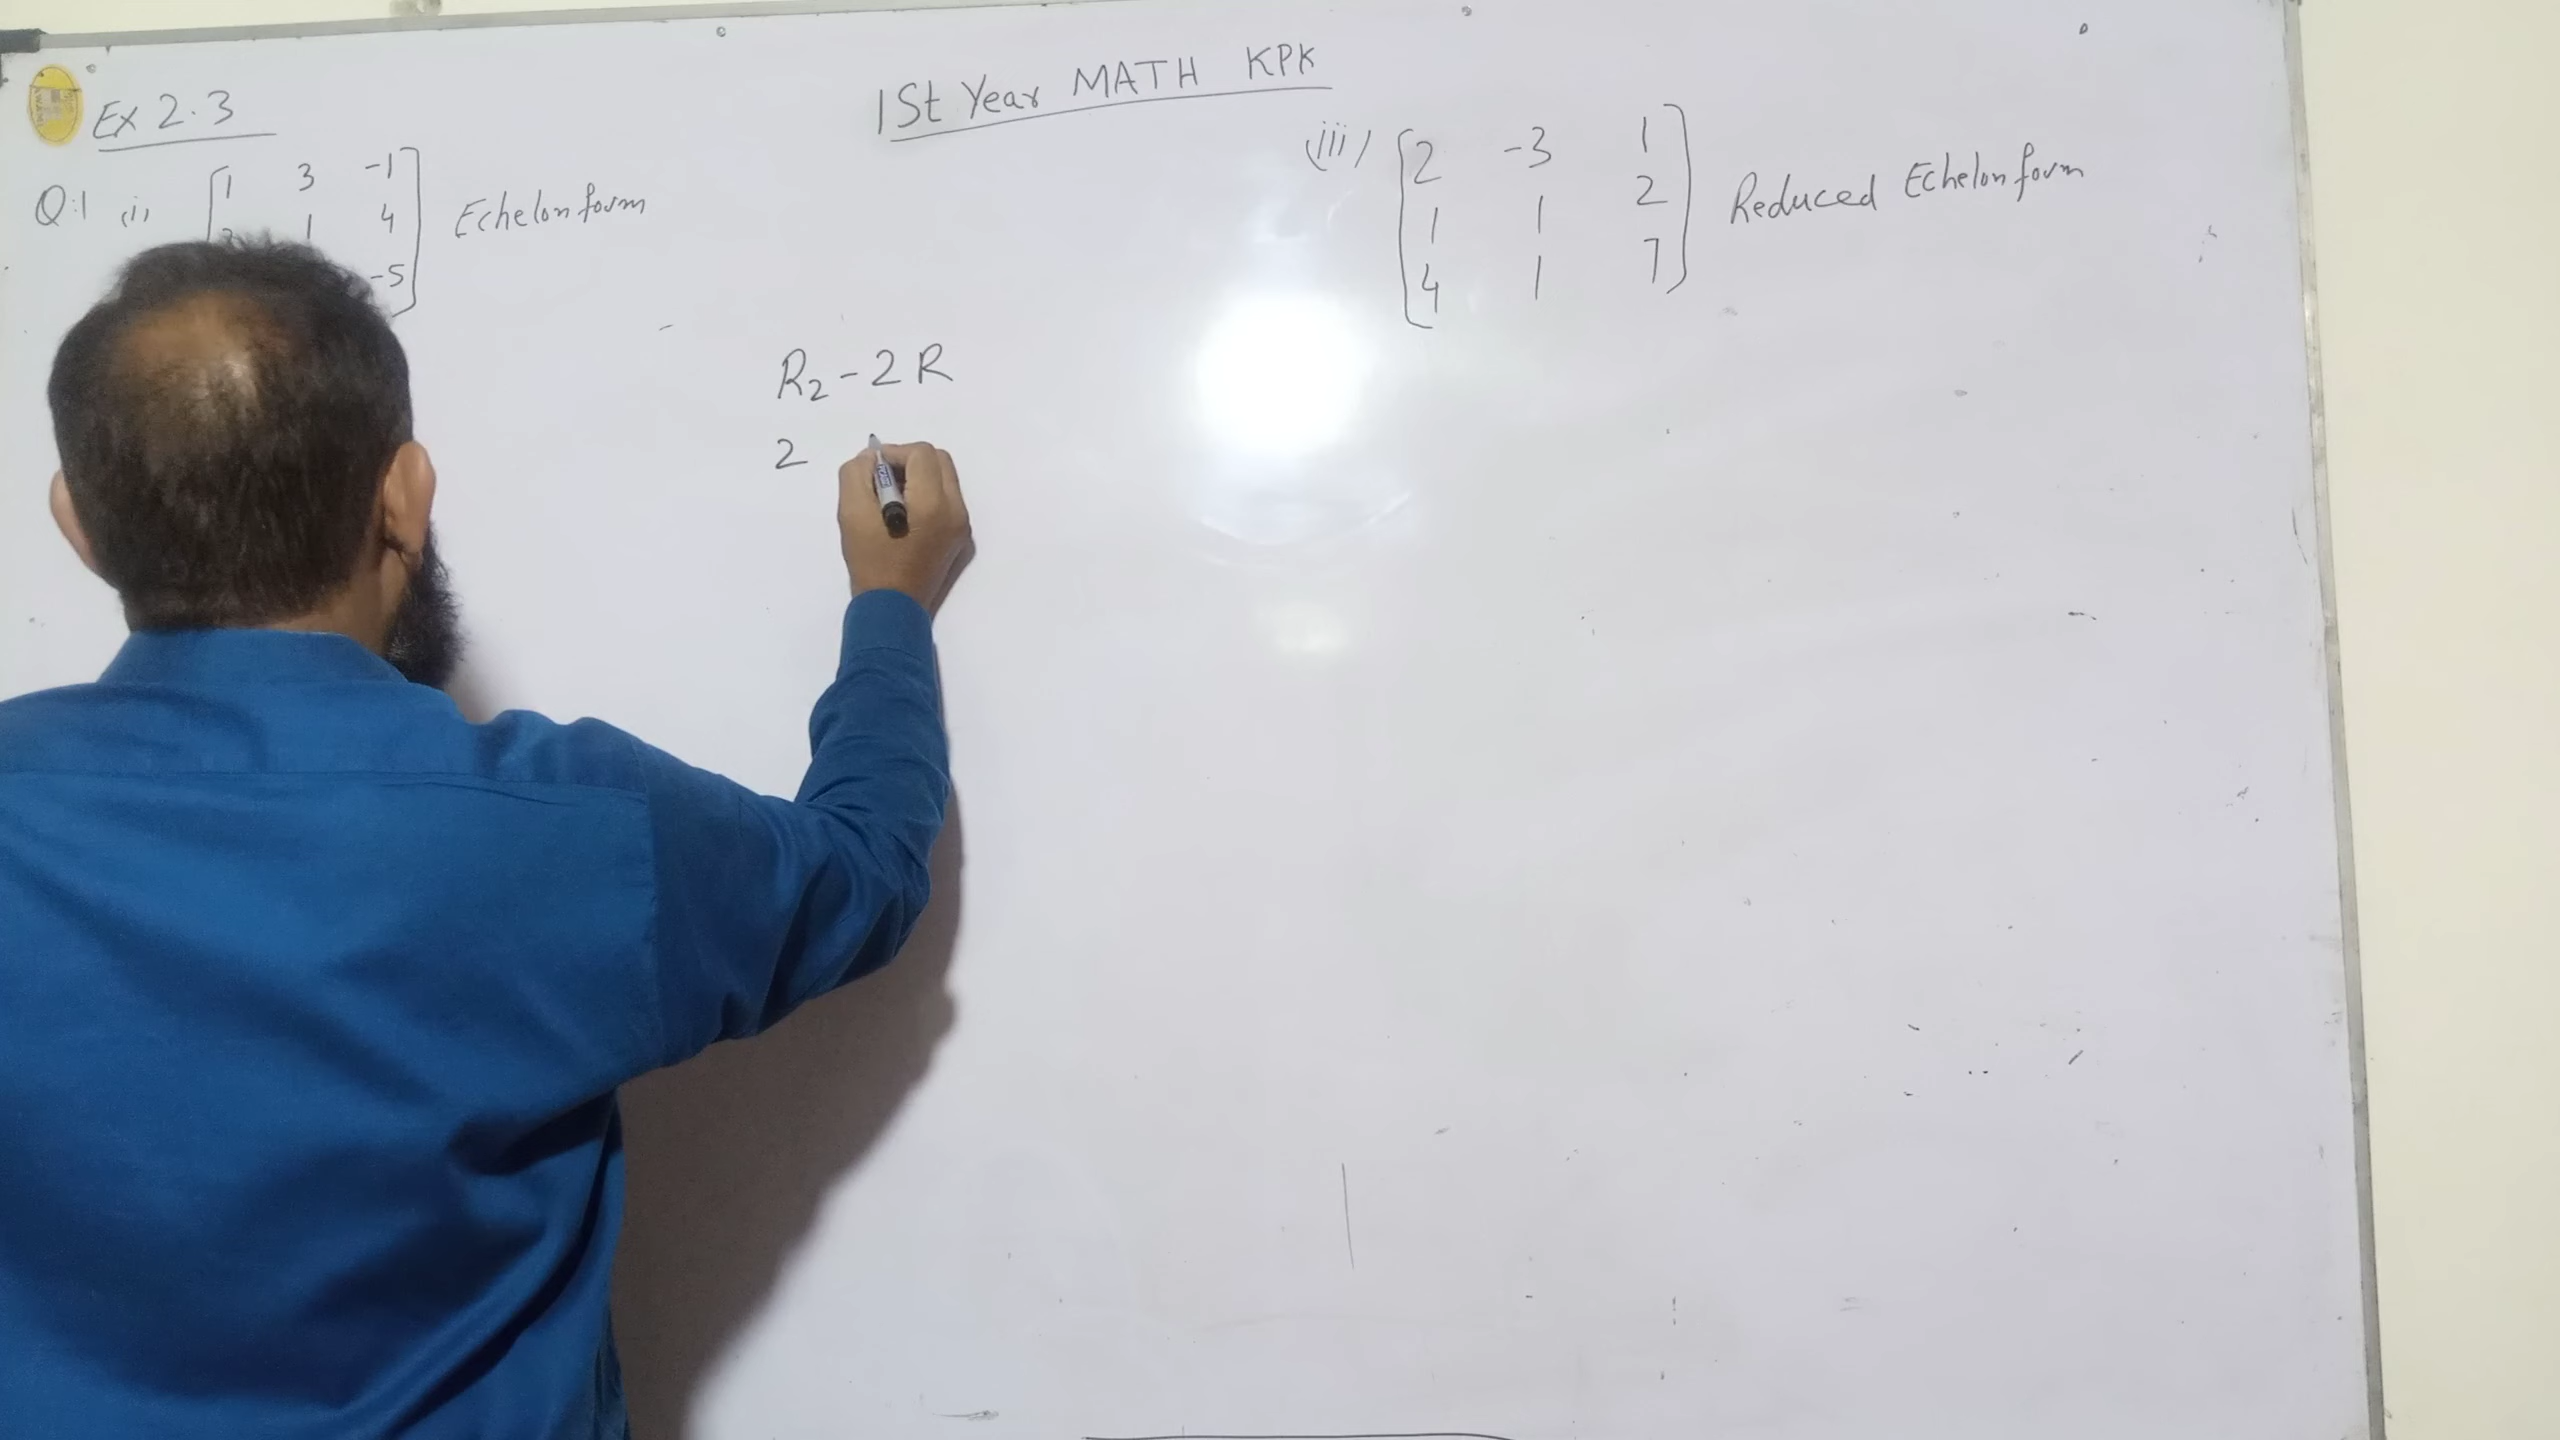 1St Year MATH KPK
Ex 2.3
Q:1 (i) [1 3 -1
2 1 4
-5] Echelon form
(iii) [2 -3 1
1 1 2
4 1 7] Reduced Echelon form
R₂-2R
2